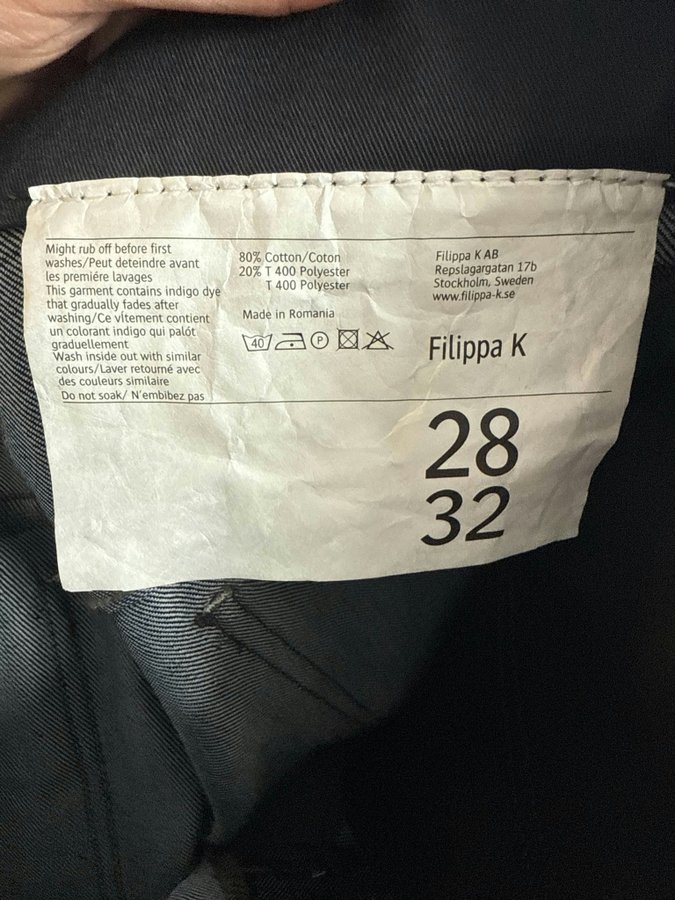 Might rub off before first
washes/Peut deteindre avant
les premiére lavages
This garment contains indigo dye
that gradually fades after
washing/Ce vítement contient
un colorant indigo qui palót
graduellement
Wash inside out with similar
colours/Laver retourné avec
des couleurs similaire
Do not soak/ N'embibez pas
80% Cotton/Coton
20% T 400 Polyester
T 400 Polyester
Made in Romania
40 P
Filippa K AB
Repslagargatan 17b
Stockholm, Sweden
www.filippa-k.se
Filippa K
28
32